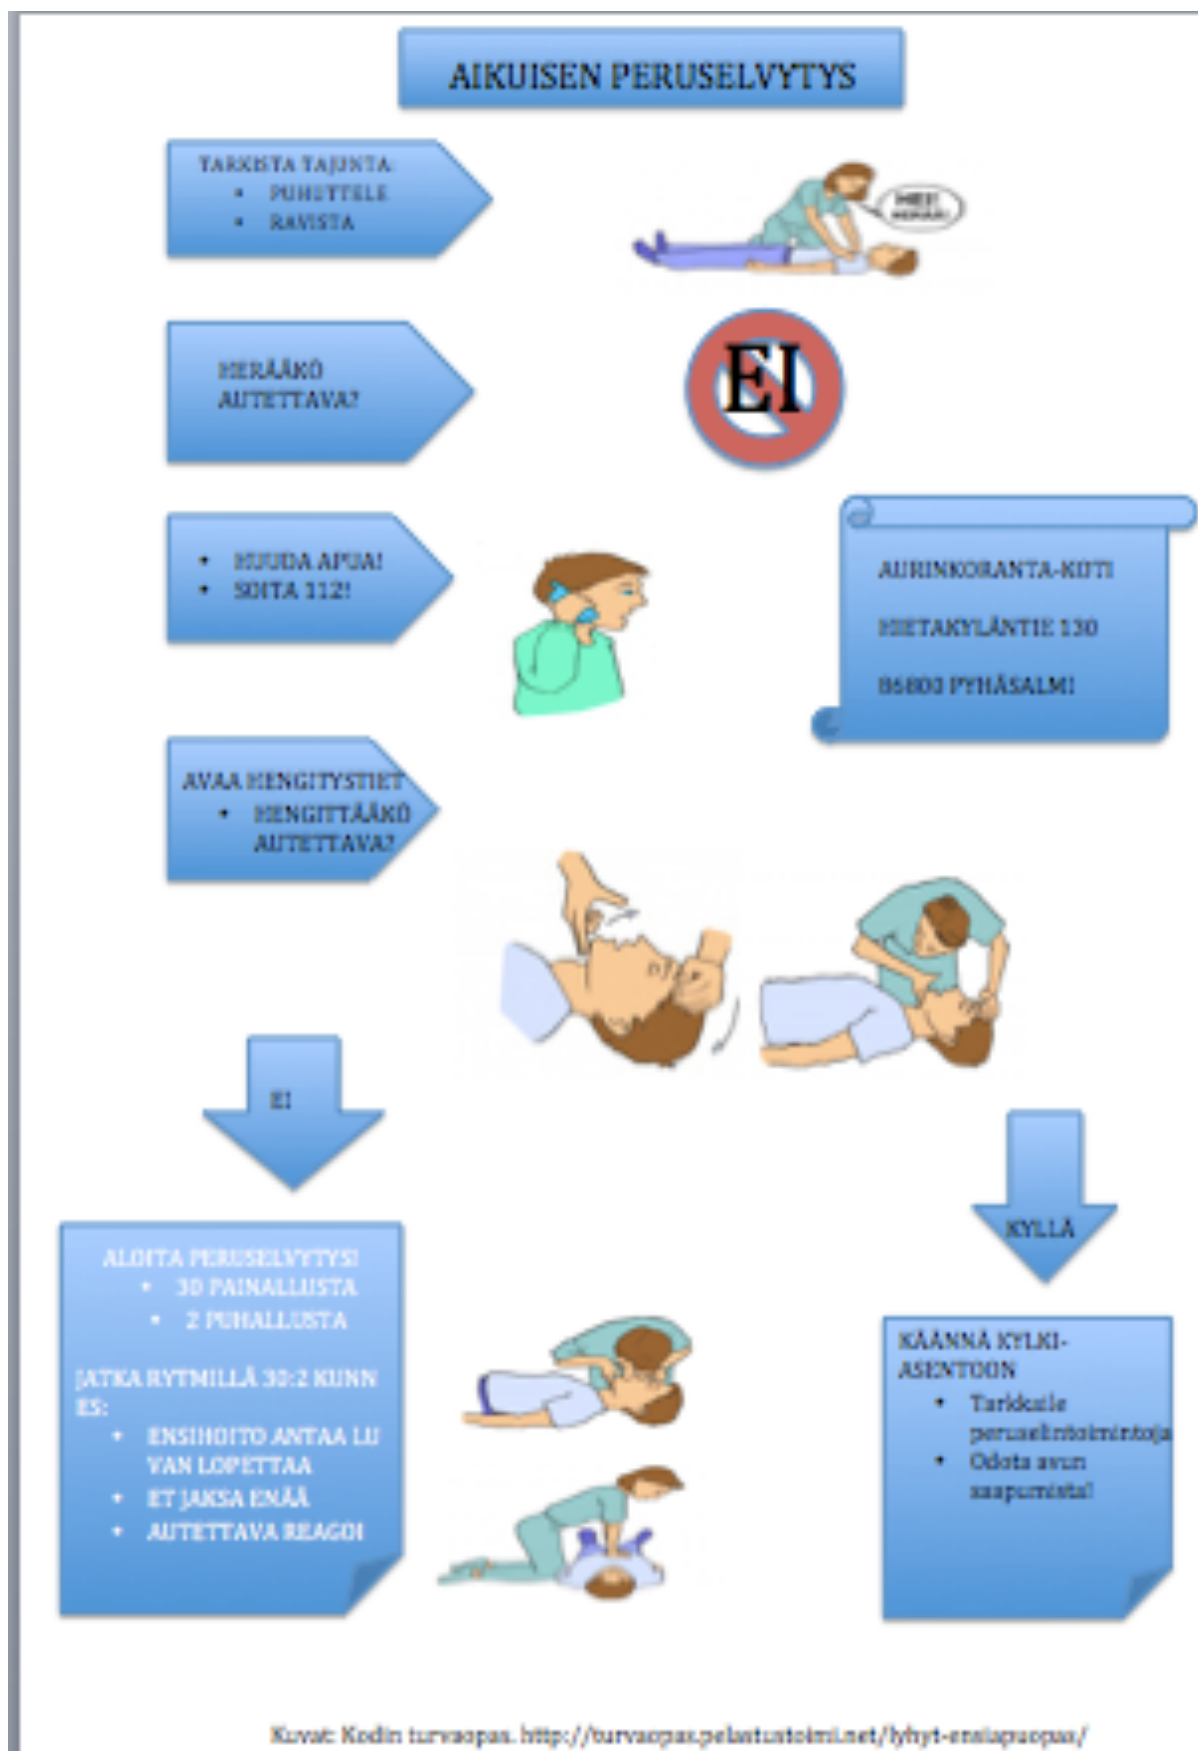 AIKUISEN PERUSELVYTYS
TARKISTA TAJUNTA:
• PUHUTTELE
• RAVISTA
HEI!
HERÄÄ!
HERÄÄKÖ
AUTETTAVA?
EI
• HUUDA APUA!
• SOITA 112!
AURINKORANTA-KOTI
HIETAKYLÄNTIE 130
86800 PYHÄSALMI
AVAA HENGITYSTIET
• HENGITTÄÄKÖ
AUTETTAVA?
EI
KYLLÄ
ALOITA PERUSELVYTYS!
• 30 PAINALLUSTA
• 2 PUHALLUSTA
JATKA RYTMILLÄ 30:2 KUNN
ES:
• ENSIHOITO ANTAA LU
VAN LOPETTAA
• ET JAKSA ENÄÄ
• AUTETTAVA REAGOI
KÄÄNNÄ KYLKI-
ASENTOON
• Tarkkaile
peruselintoimintoja
• Odota avun
saapumista!
Kuvat: Kodin turvaopas. http://turvaopas.pelastustoimi.net/lyhyt-ensiapuopas/